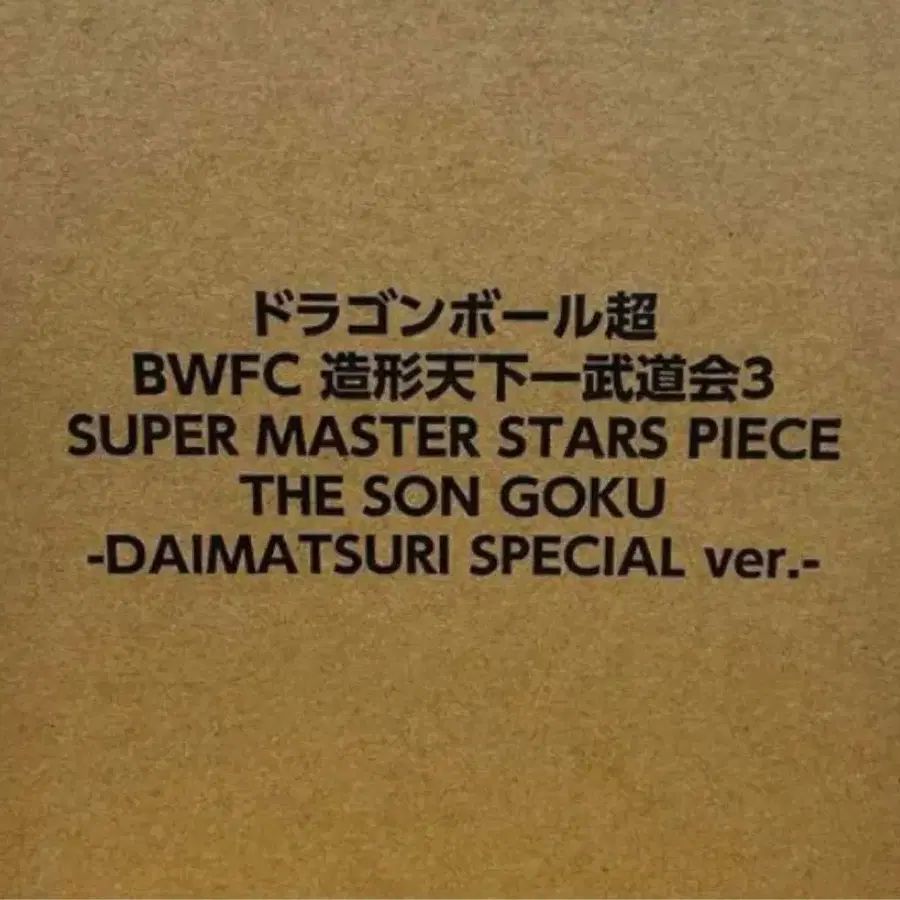 ドラゴンボール超
BWFC 造形天下一武道会3
SUPER MASTER STARS PIECE
THE SON GOKU
-DAIMATSURI SPECIAL ver.-